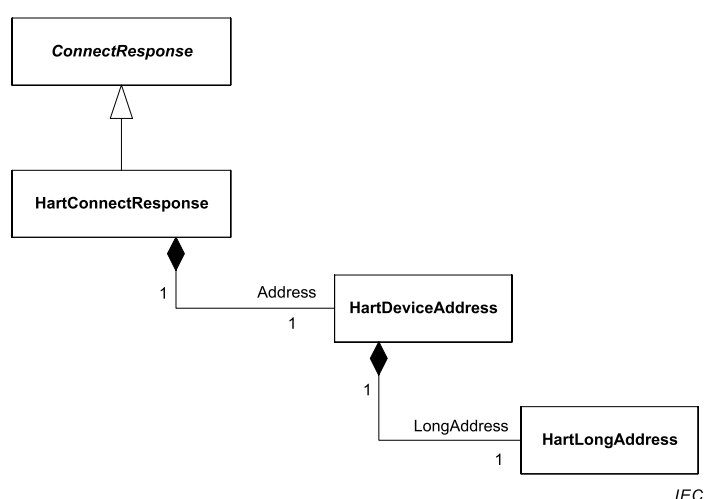 ConnectResponse
HartConnectResponse
1
Address
1
HartDeviceAddress
1
LongAddress
1
HartLongAddress
IEC